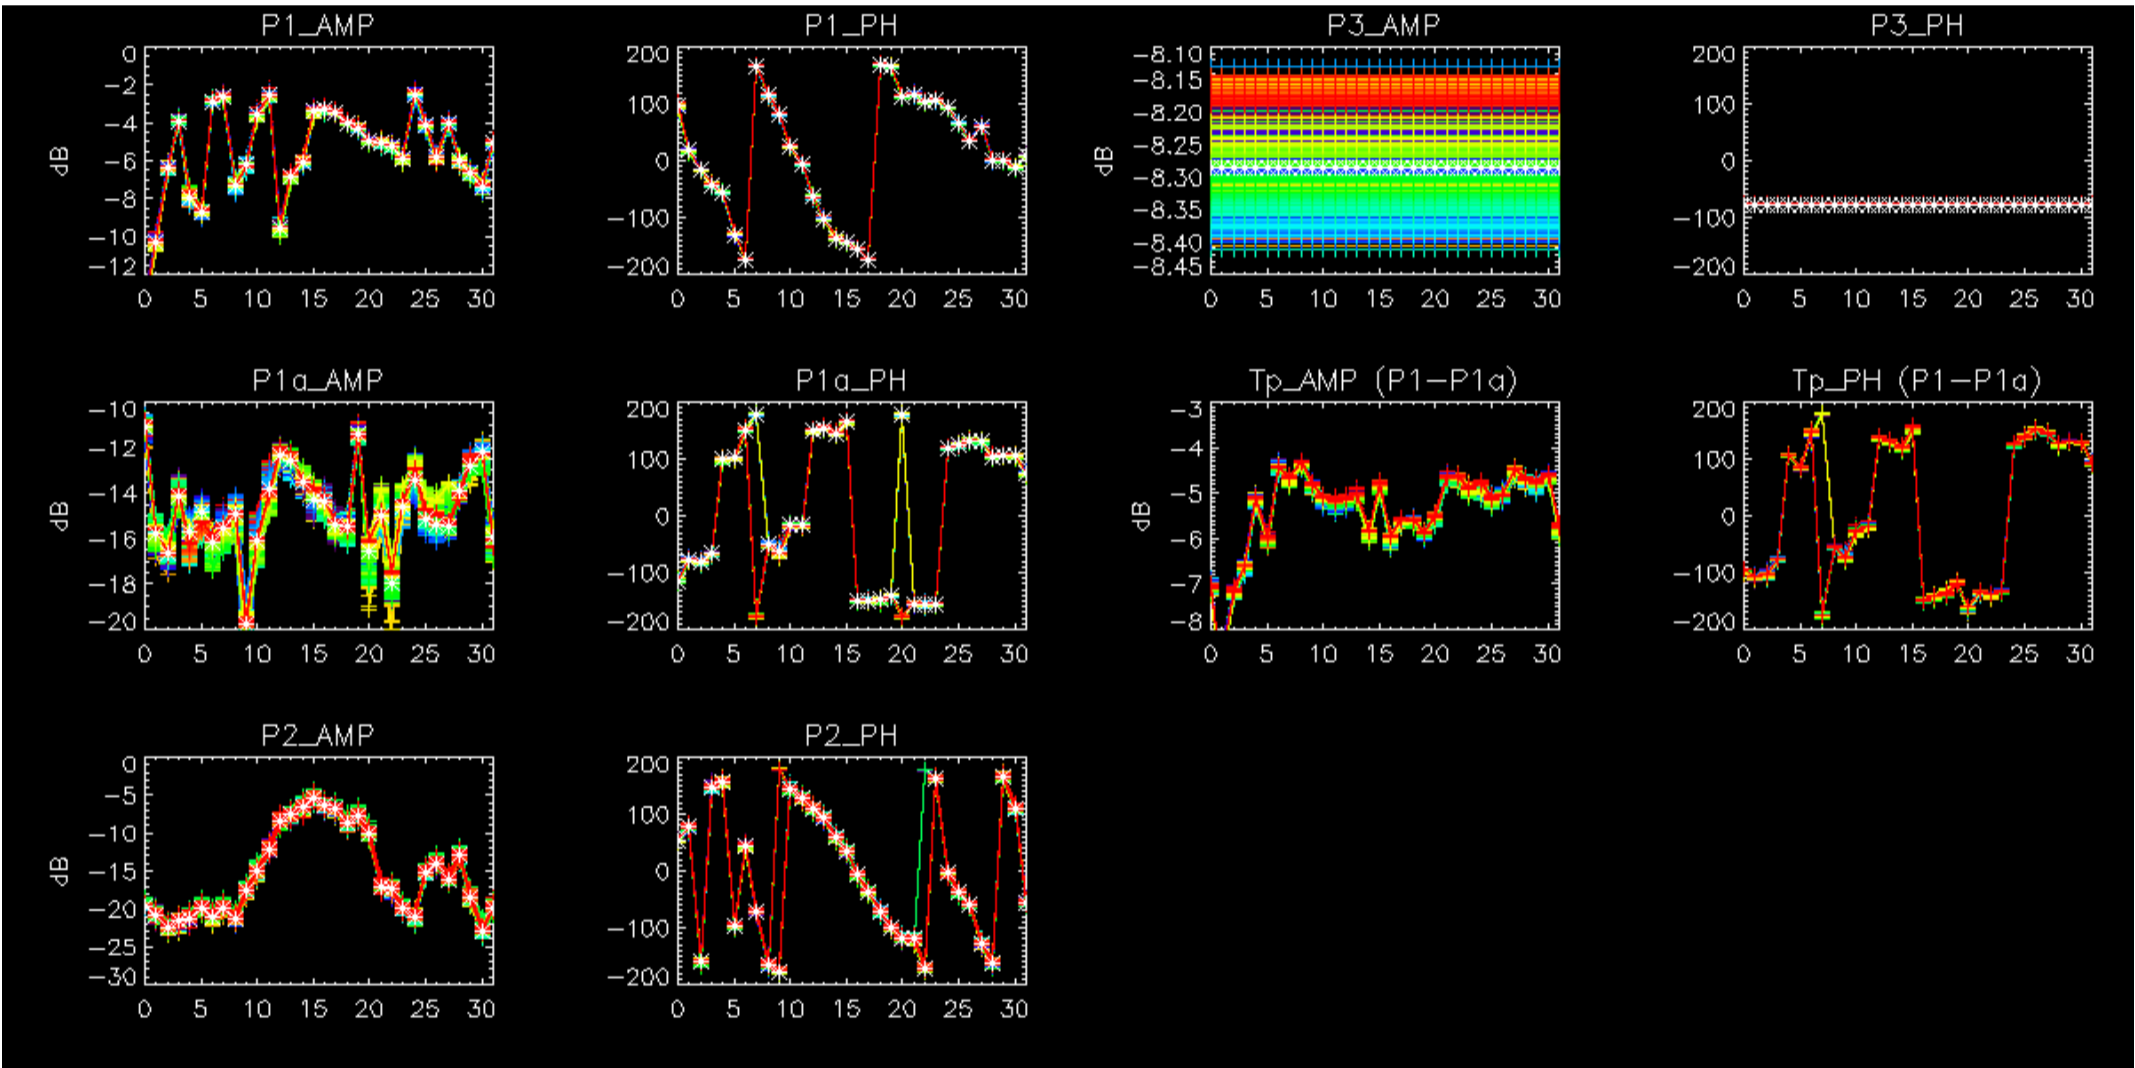 P1_AMP
dB
0
−2
−4
−6
−8
−10
−12
0 5 10 15 20 25 30
P1_PH
200
100
0
−100
−200
0 5 10 15 20 25 30
P3_AMP
dB
−8.10
−8.15
−8.20
−8.25
−8.30
−8.35
−8.40
−8.45
0 5 10 15 20 25 30
P3_PH
200
100
0
−100
−200
0 5 10 15 20 25 30
P1a_AMP
dB
−10
−12
−14
−16
−18
−20
0 5 10 15 20 25 30
P1a_PH
200
100
0
−100
−200
0 5 10 15 20 25 30
Tp_AMP (P1−P1a)
dB
−3
−4
−5
−6
−7
−8
0 5 10 15 20 25 30
Tp_PH (P1−P1a)
200
100
0
−100
−200
0 5 10 15 20 25 30
P2_AMP
dB
0
−5
−10
−15
−20
−25
−30
0 5 10 15 20 25 30
P2_PH
200
100
0
−100
−200
0 5 10 15 20 25 30